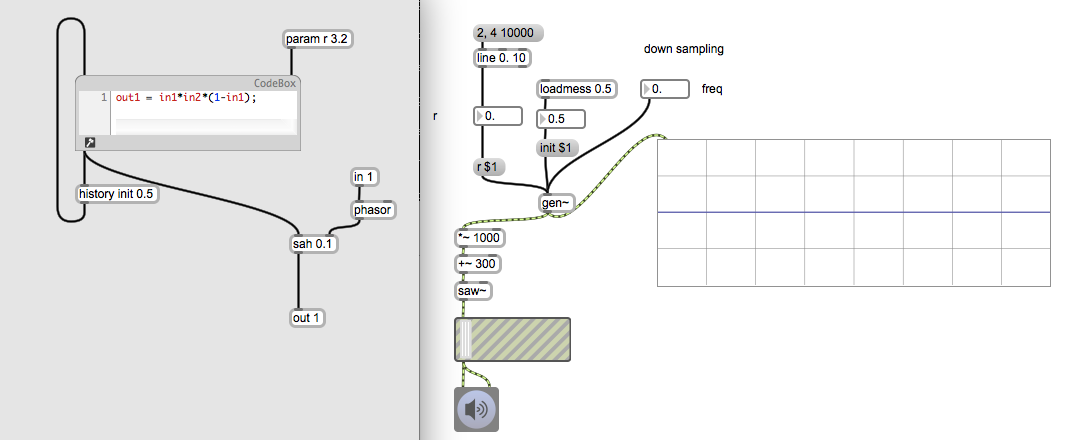 param r 3.2
CodeBox
1 out1 = in1*in2*(1-in1);
history init 0.5
in 1
phasor
sah 0.1
out 1
2, 4 10000
line 0. 10
down sampling
loadmess 0.5
0.
freq
r
0.
0.5
init $1
r $1
gen~
*~ 1000
+~ 300
saw~